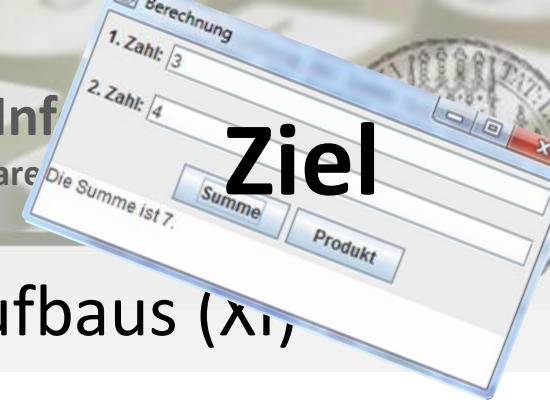 Berechnung
1. Zahl: 3
2. Zahl: 4
Ziel
Summe Produkt
Die Summe ist 7.
Inf
are
ufbaus (XI)